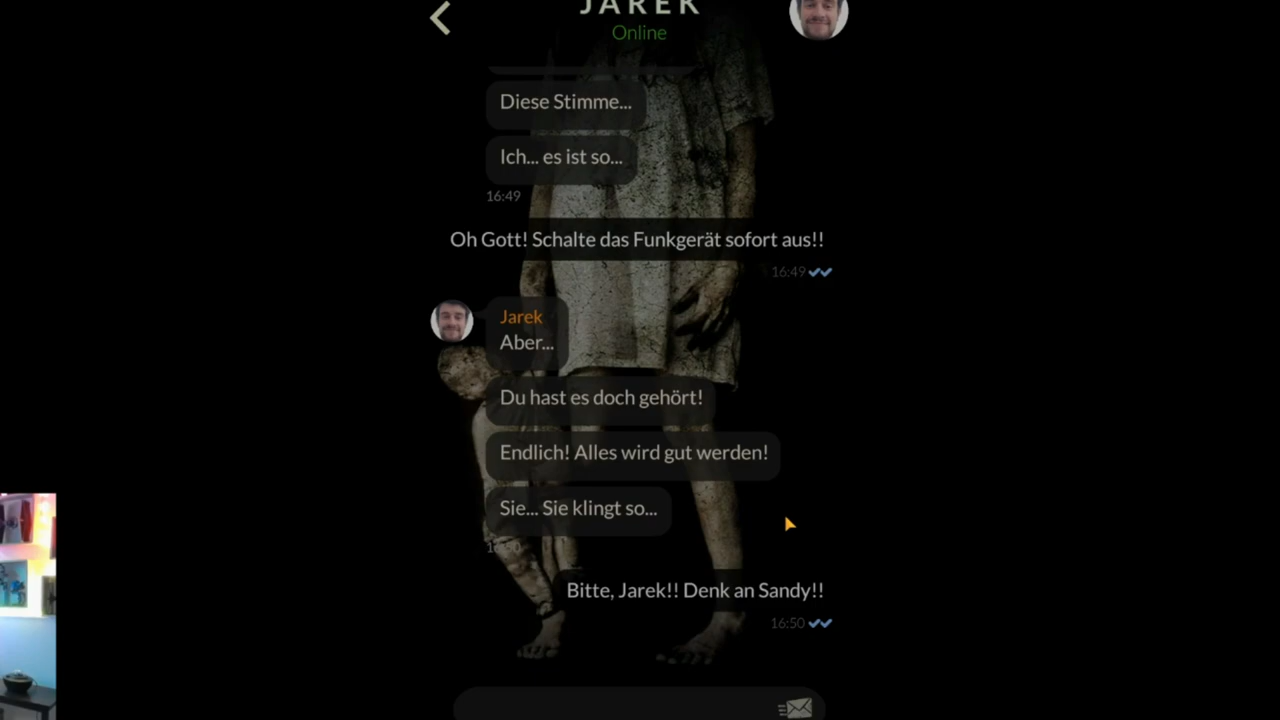 JAREK
Online
Diese Stimme...
Ich... es ist so...
16:49
Oh Gott! Schalte das Funkgerät sofort aus!!
16:49
Jarek
Aber...
Du hast es doch gehört!
Endlich! Alles wird gut werden!
Sie... Sie klingt so...
16:50
Bitte, Jarek!! Denk an Sandy!!
16:50